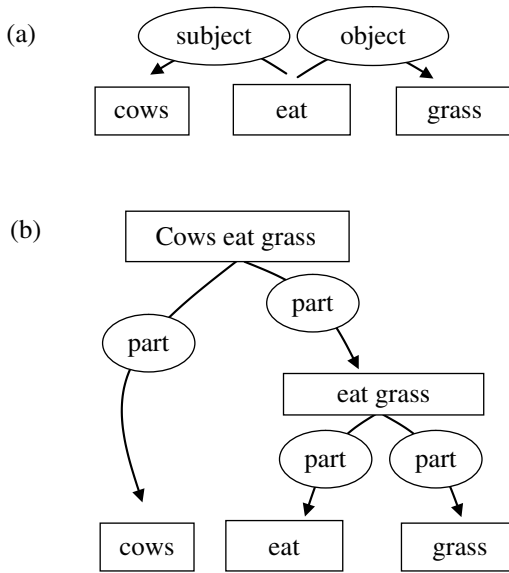 (a)
subject object
cows eat grass
(b)
Cows eat grass
part
part
eat grass
part part
cows eat grass